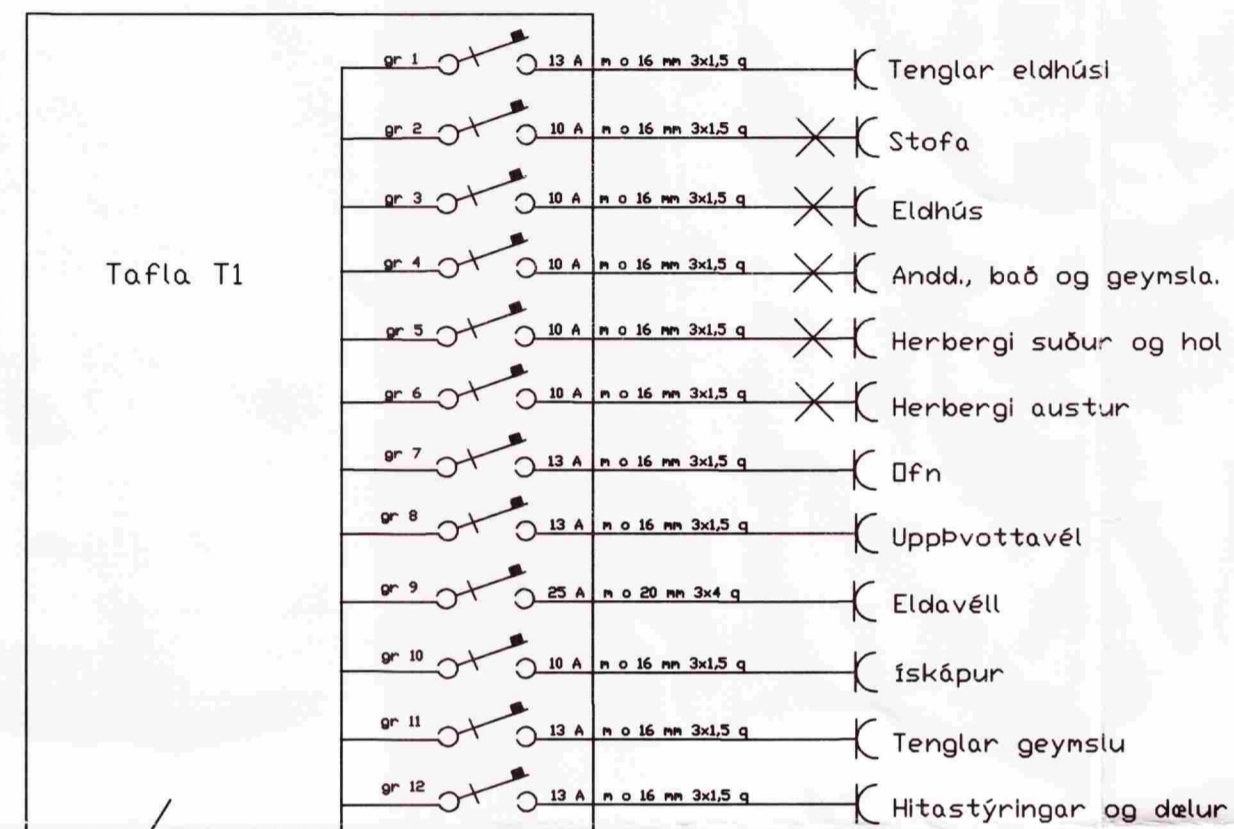 gr 1 13 A m o 16 mm 3x1,5 q Tenglar eldhúsi
gr 2 10 A m o 16 mm 3x1,5 q Stofa
gr 3 10 A m o 16 mm 3x1,5 q Eldhús
Tafla T1
gr 4 10 A m o 16 mm 3x1,5 q Andd., bað og geymsla.
gr 5 10 A m o 16 mm 3x1,5 q Herbergi suður og hol
gr 6 10 A m o 16 mm 3x1,5 q Herbergi austur
gr 7 13 A m o 16 mm 3x1,5 q Ofn
gr 8 13 A m o 16 mm 3x1,5 q Uppþvottavél
gr 9 25 A m o 20 mm 3x4 q Eldavéll
gr 10 10 A m o 16 mm 3x1,5 q ískápur
gr 11 13 A m o 16 mm 3x1,5 q Tenglar geymslu
gr 12 13 A m o 16 mm 3x1,5 q Hitastýringar og dælur